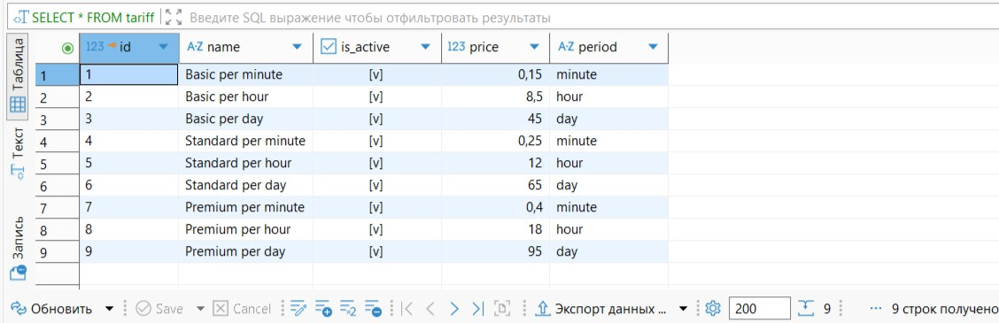 SELECT * FROM tariff Введите SQL выражение чтобы отфильтровать результаты
Таблица
Текст
Запись
123 id A-Z name is_active 123 price A-Z period
1 1 Basic per minute [v] 0,15 minute
2 2 Basic per hour [v] 8,5 hour
3 3 Basic per day [v] 45 day
4 4 Standard per minute [v] 0,25 minute
5 5 Standard per hour [v] 12 hour
6 6 Standard per day [v] 65 day
7 7 Premium per minute [v] 0,4 minute
8 8 Premium per hour [v] 18 hour
9 9 Premium per day [v] 95 day
Обновить Save Cancel Экспорт данных ... 200 9 ... 9 строк получено